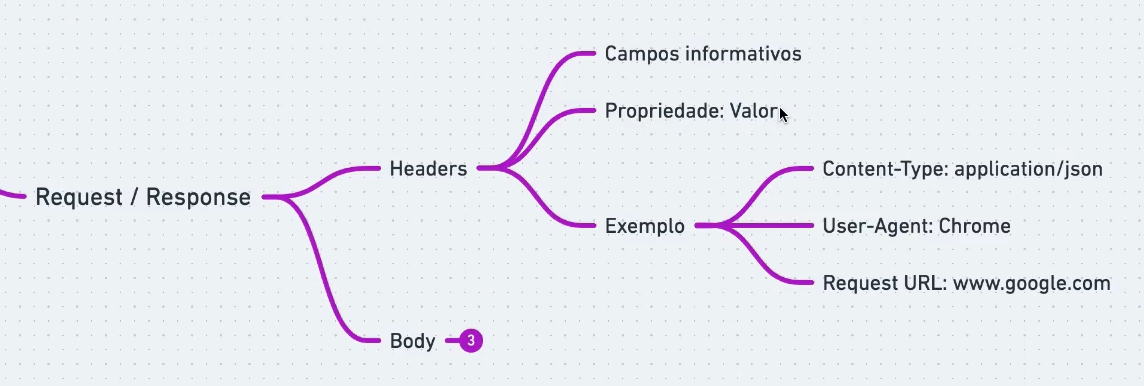 Campos informativos
Propriedade: Valor
Headers
Content-Type: application/json
Request / Response
Exemplo
User-Agent: Chrome
Request URL: www.google.com
Body
3